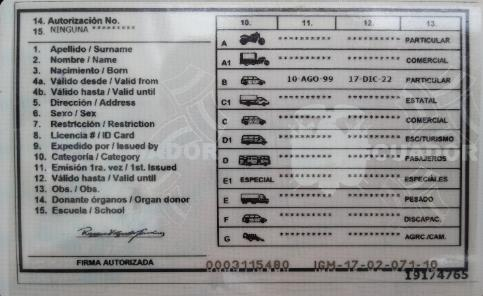 14. Autorización No.
15. NINGUNA *********
1. Apellido / Surname
2. Nombre / Name
3. Nacimiento / Born
4a. Válido desde / Valid from
4b. Válido hasta / Valid until
5. Dirección / Address
6. Sexo / Sex
7. Restricción / Restriction
8. Licencia # / ID Card
9. Expedido por / Issued by
10. Categoría / Category
11. Emisión 1ra. vez / 1st. Issued
12. Válido hasta / Valid until
13. Obs. / Obs.
14. Donante órganos / Organ donor
15. Escuela / School
FIRMA AUTORIZADA
10. 11. 12. 13.
A ********* ********* PARTICULAR
A1 ********* ********* COMERCIAL
B 10-AGO-99 17-DIC-22 PARTICULAR
C1 ********* ********* ESTATAL
C ********* ********* COMERCIAL
D1 ********* ********* ESC/TURISMO
D ********* ********* PASAJEROS
E1 ESPECIAL ********* ********* ESPECIALES
E ********* ********* PESADO
F ********* ********* DISCAPAC.
G ********* ********* AGRC./CAM.
0003115480 IGM-17-02-071-10
19174765